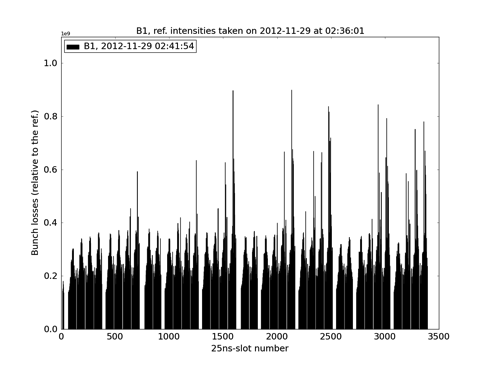 B1, ref. intensities taken on 2012-11-29 at 02:36:01
1e9
B1, 2012-11-29 02:41:54
1.0
0.8
0.6
0.4
0.2
0.0
Bunch losses (relative to the ref.)
0 500 1000 1500 2000 2500 3000 3500
25ns-slot number